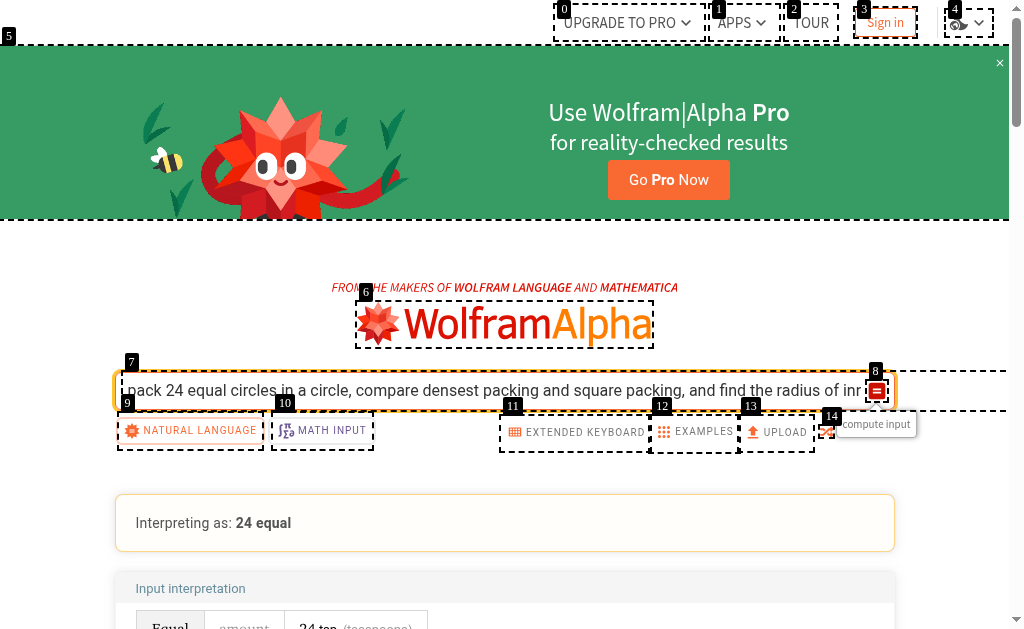 UPGRADE TO PRO
APPS
TOUR
Sign in
0
1
2
3
4
5
×
Use Wolfram|Alpha Pro
for reality-checked results
Go Pro Now
FROM THE MAKERS OF WOLFRAM LANGUAGE AND MATHEMATICA
6
WolframAlpha
7
8
pack 24 equal circles in a circle, compare densest packing and square packing, and find the radius of inr
=
9
10
11
12
13
14
NATURAL LANGUAGE
MATH INPUT
EXTENDED KEYBOARD
EXAMPLES
UPLOAD
compute input
Interpreting as: 24 equal
Input interpretation
Equal
amount
24 tsp (teaspoons)